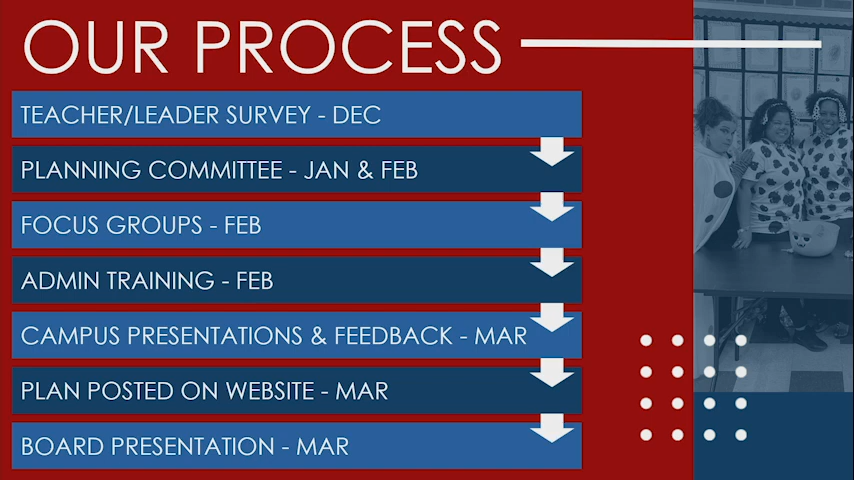 OUR PROCESS
TEACHER/LEADER SURVEY - DEC
PLANNING COMMITTEE - JAN & FEB
FOCUS GROUPS - FEB
ADMIN TRAINING - FEB
CAMPUS PRESENTATIONS & FEEDBACK - MAR
PLAN POSTED ON WEBSITE - MAR
BOARD PRESENTATION - MAR